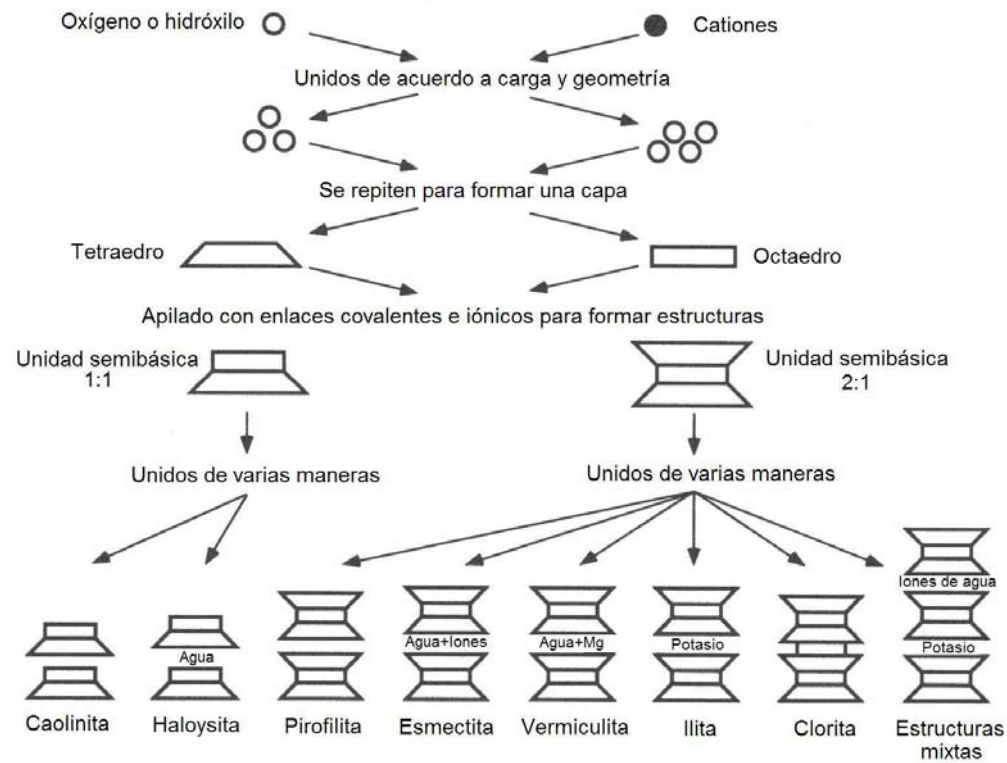 Oxígeno o hidróxilo
Cationes
Unidos de acuerdo a carga y geometría
Se repiten para formar una capa
Tetraedro
Octaedro
Apilado con enlaces covalentes e iónicos para formar estructuras
Unidad semibásica
1:1
Unidad semibásica
2:1
Unidos de varias maneras
Unidos de varias maneras
Iones de agua
Agua
Agua+Iones
Agua+Mg
Potasio
Potasio
Caolinita
Haloysita
Pirofilita
Esmectita
Vermiculita
Ilita
Clorita
Estructuras
mixtas